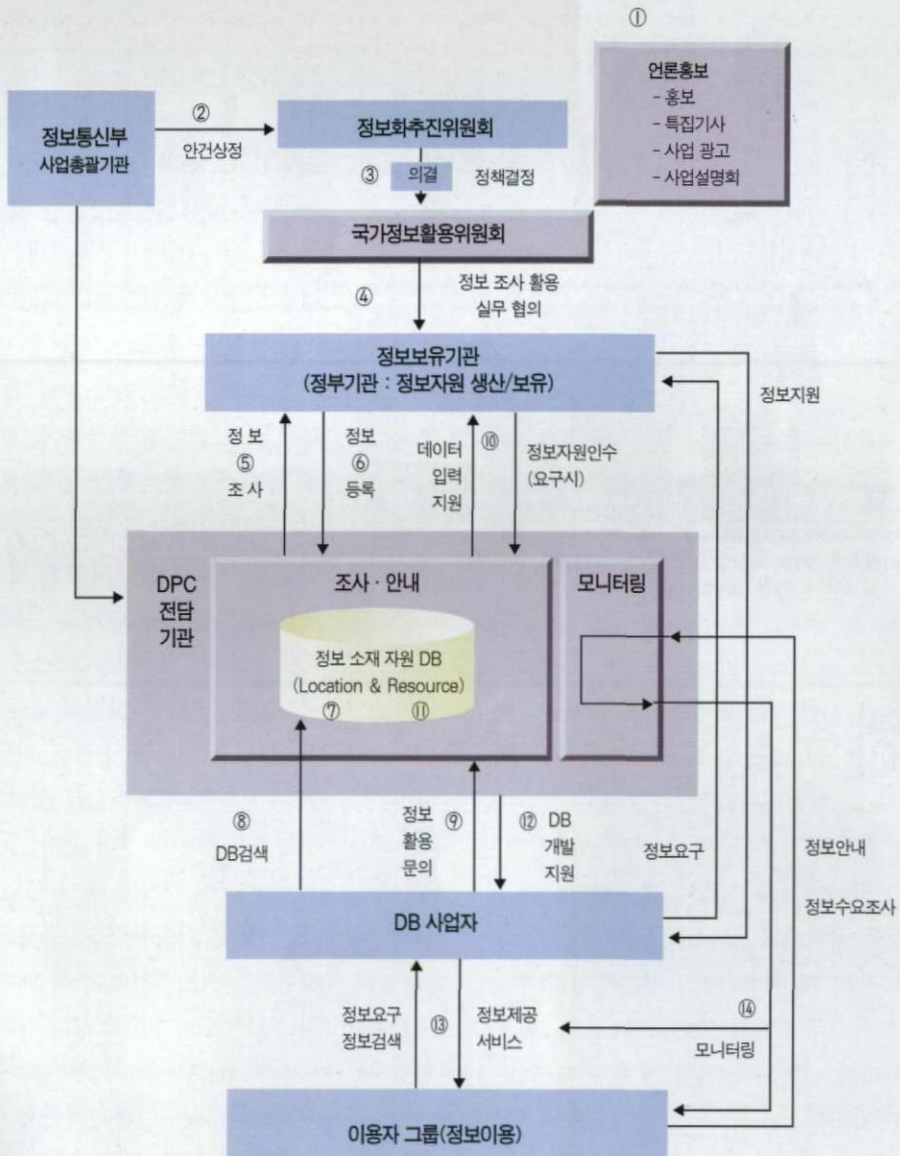 ①
언론홍보
- 홍보
- 특집기사
- 사업 광고
- 사업설명회
정보통신부
사업총괄기관
②
안건상정
정보화추진위원회
③ 의결 정책결정
국가정보활용위원회
④
정보 조사 활용
실무 협의
정보보유기관
(정부기관 : 정보자원 생산/보유)
정보지원
정 보
⑤
조 사
정보
⑥
등록
데이터
입력
지원
⑩
정보자원인수
(요구시)
DPC
전담
기관
조사 · 안내
정보 소재 자원 DB
(Location & Resource)
⑦ ⑪
모니터링
⑧
DB검색
정보
활용
문의
⑨
⑫ DB
개발
지원
정보요구
정보안내
정보수요조사
DB 사업자
정보요구
정보검색
⑬
정보제공
서비스
⑭
모니터링
이용자 그룹(정보이용)